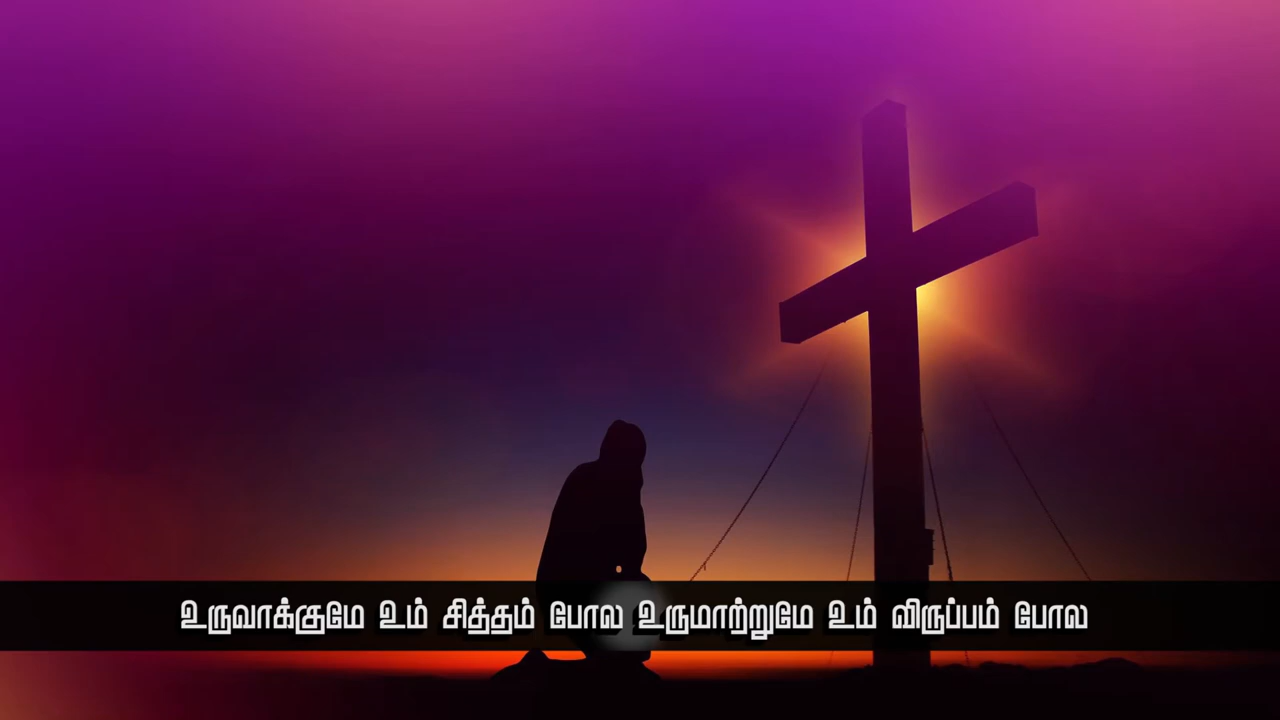 உருவாக்குமே உம் சித்தம் போல உருமாற்றுமே உம் விருப்பம் போல